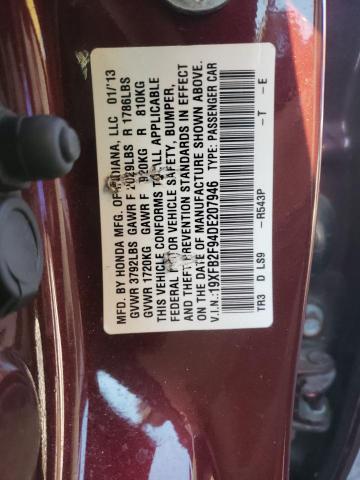 MFD. BY HONDA MFG. OF INDIANA, LLC 01/'13
GVWR 3792LBS GAWR F 2029LBS R 1786LBS
GVWR 1720KG GAWR F 920KG R 810KG
THIS VEHICLE CONFORMS TO ALL APPLICABLE
FEDERAL MOTOR VEHICLE SAFETY, BUMPER,
AND THEFT PREVENTION STANDARDS IN EFFECT
ON THE DATE OF MANUFACTURE SHOWN ABOVE.
V.I.N.:19XFB2F94DE207946 TYPE: PASSENGER CAR
TR3 D LS9 -R543P -T -E